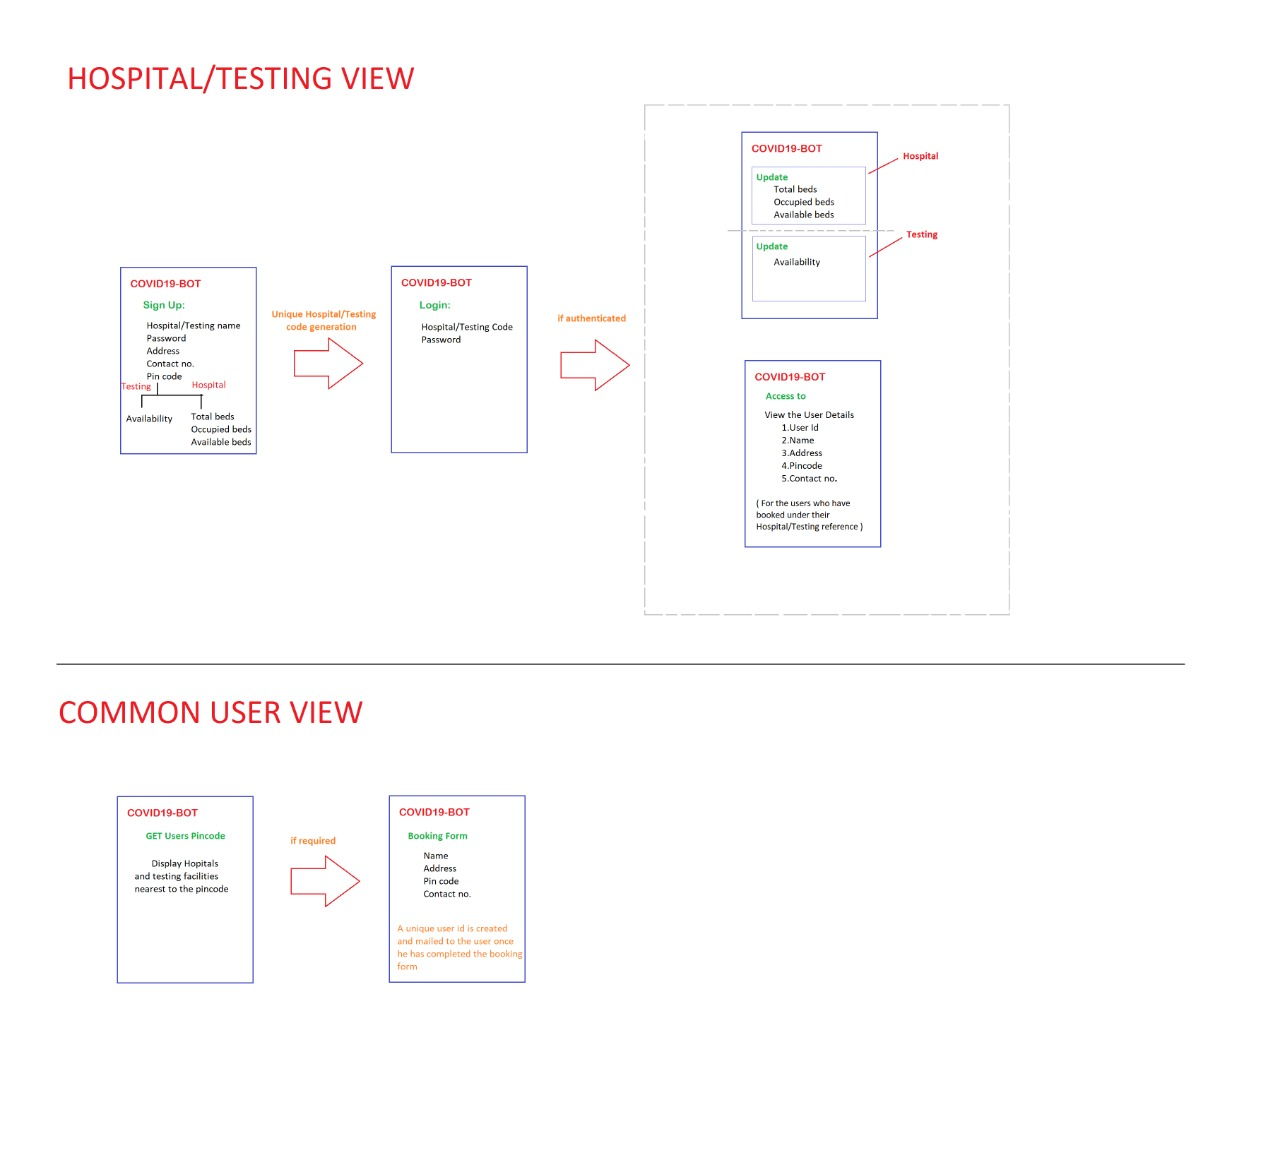 HOSPITAL/TESTING VIEW
COVID19-BOT
Sign Up:
Hospital/Testing name
Password
Address
Contact no.
Pin code
Testing
Hospital
Availability
Total beds
Occupied beds
Available beds
Unique Hospital/Testing
code generation
COVID19-BOT
Login:
Hospital/Testing Code
Password
if authenticated
COVID19-BOT
Hospital
Update
Total beds
Occupied beds
Available beds
Testing
Update
Availability
COVID19-BOT
Access to
View the User Details
1.User Id
2.Name
3.Address
4.Pincode
5.Contact no.
( For the users who have
booked under their
Hospital/Testing reference )
COMMON USER VIEW
COVID19-BOT
GET Users Pincode
Display Hopitals
and testing facilities
nearest to the pincode
if required
COVID19-BOT
Booking Form
Name
Address
Pin code
Contact no.
A unique user id is created
and mailed to the user once
he has completed the booking
form